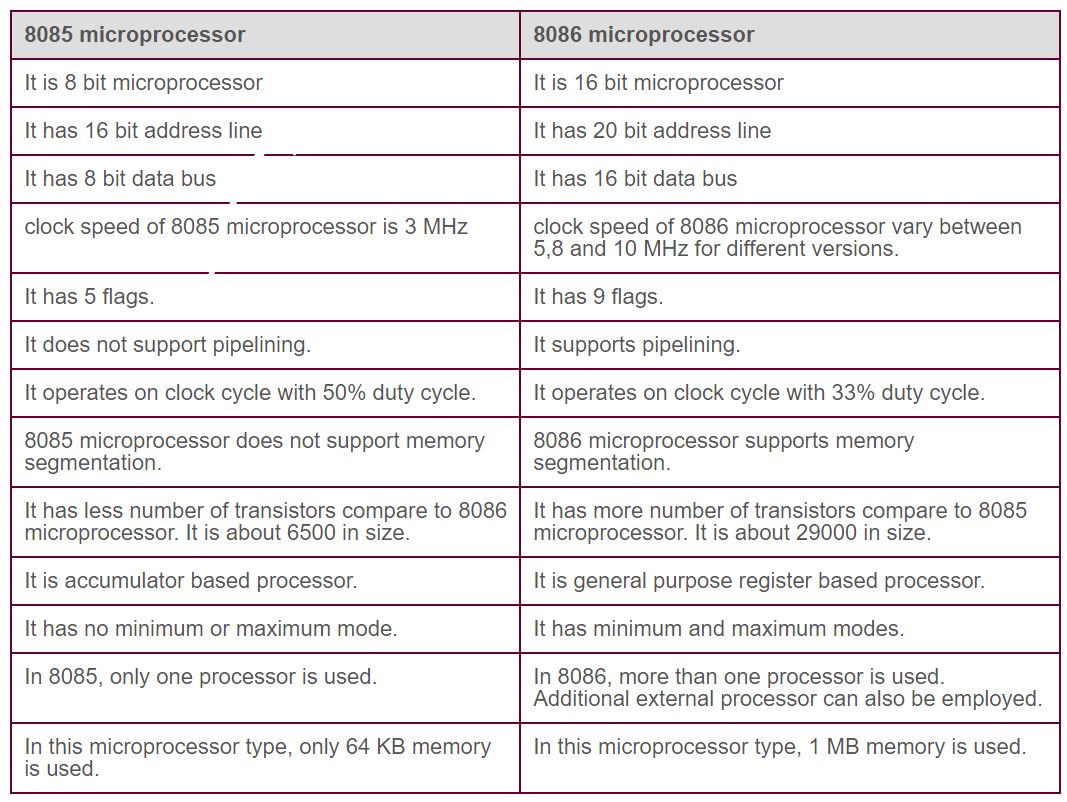 8085 microprocessor
8086 microprocessor
It is 8 bit microprocessor
It is 16 bit microprocessor
It has 16 bit address line
It has 20 bit address line
It has 8 bit data bus
It has 16 bit data bus
clock speed of 8085 microprocessor is 3 MHz
clock speed of 8086 microprocessor vary between
5,8 and 10 MHz for different versions.
It has 5 flags.
It has 9 flags.
It does not support pipelining.
It supports pipelining.
It operates on clock cycle with 50% duty cycle.
It operates on clock cycle with 33% duty cycle.
8085 microprocessor does not support memory
segmentation.
8086 microprocessor supports memory
segmentation.
It has less number of transistors compare to 8086
microprocessor. It is about 6500 in size.
It has more number of transistors compare to 8085
microprocessor. It is about 29000 in size.
It is accumulator based processor.
It is general purpose register based processor.
It has no minimum or maximum mode.
It has minimum and maximum modes.
In 8085, only one processor is used.
In 8086, more than one processor is used.
Additional external processor can also be employed.
In this microprocessor type, only 64 KB memory
is used.
In this microprocessor type, 1 MB memory is used.